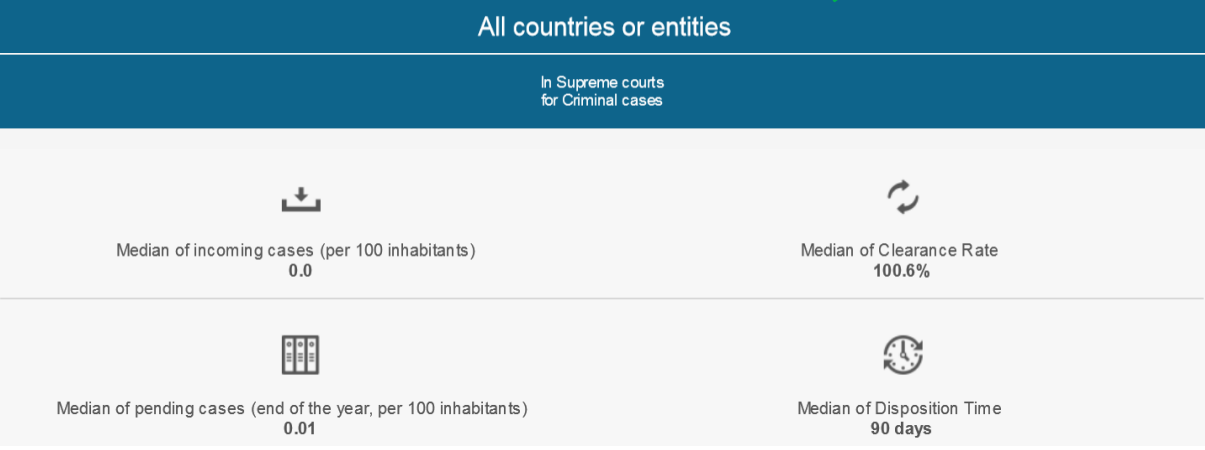 All countries or entities
In Supreme courts
for Criminal cases
Median of incoming cases (per 100 inhabitants)
0.0
Median of Clearance Rate
100.6%
Median of pending cases (end of the year, per 100 inhabitants)
0.01
Median of Disposition Time
90 days